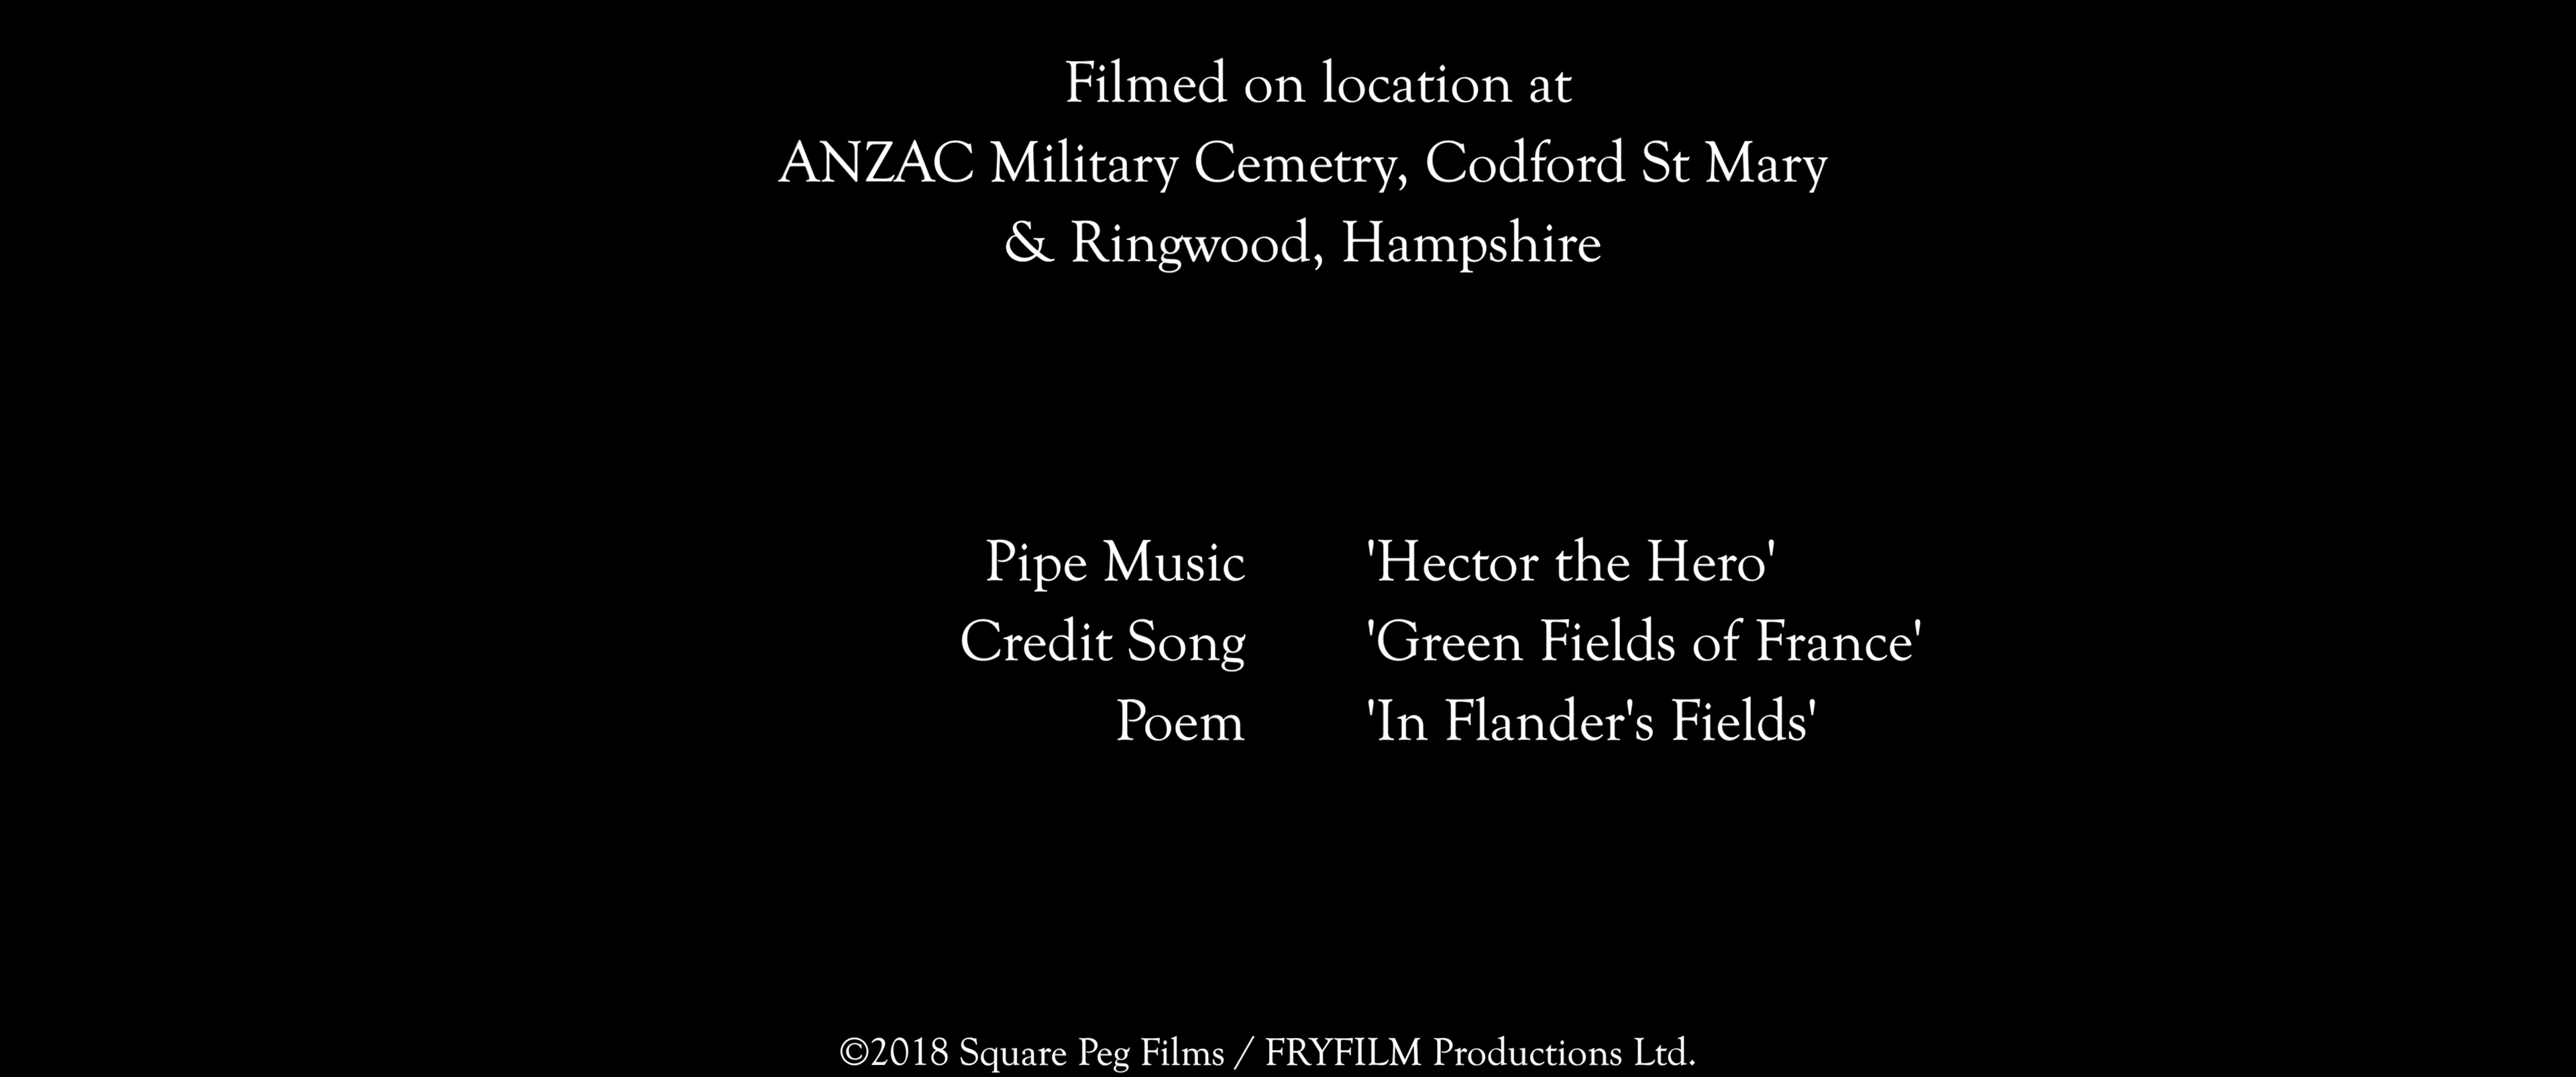 Filmed on location at
ANZAC Military Cemetry, Codford St Mary
& Ringwood, Hampshire
Pipe Music 'Hector the Hero'
Credit Song 'Green Fields of France'
Poem 'In Flander's Fields'
©2018 Square Peg Films / FRYFILM Productions Ltd.